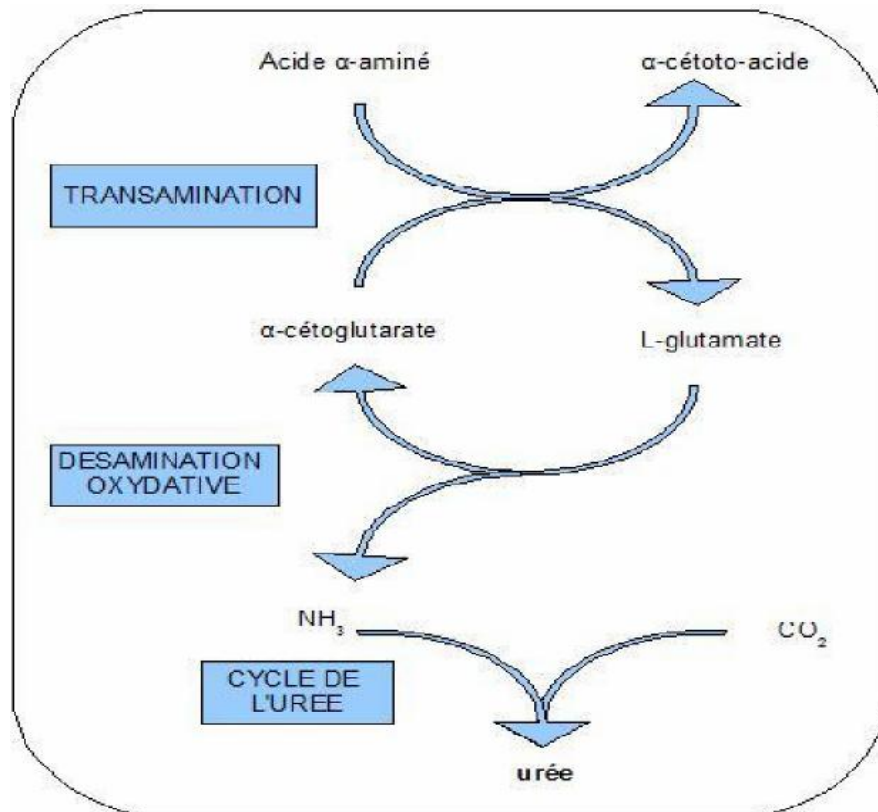 Acide α-aminé
α-cétoto-acide
TRANSAMINATION
α-cétoglutarate
L-glutamate
DESAMINATION
OXYDATIVE
NH₃
CO₂
CYCLE DE
L'UREE
urée